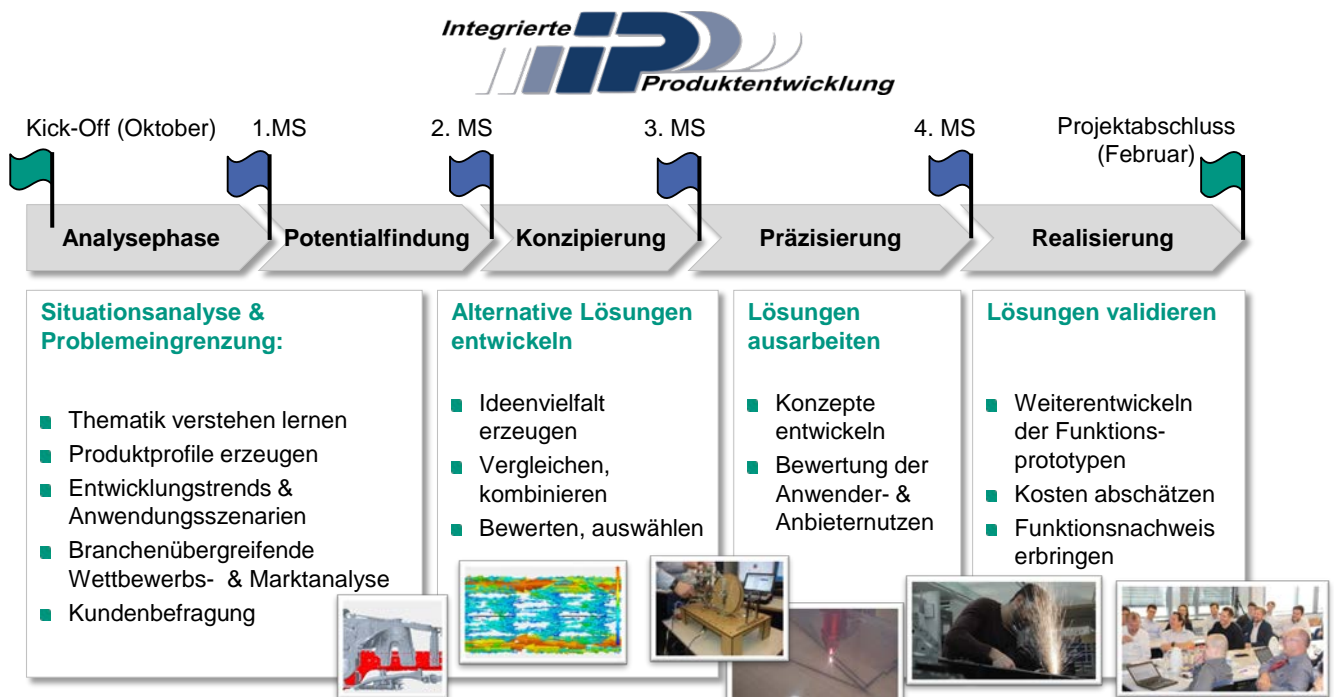 Integrierte
iP
Produktentwicklung
Kick-Off (Oktober)
1.MS
2. MS
3. MS
4. MS
Projektabschluss
(Februar)
Analysephase
Potentialfindung
Konzipierung
Präzisierung
Realisierung
Situationsanalyse &
Problemeingrenzung:
Thematik verstehen lernen
Produktprofile erzeugen
Entwicklungstrends &
Anwendungsszenarien
Branchenübergreifende
Wettbewerbs- & Marktanalyse
Kundenbefragung
Alternative Lösungen
entwickeln
Ideenvielfalt
erzeugen
Vergleichen,
kombinieren
Bewerten, auswählen
Lösungen
ausarbeiten
Konzepte
entwickeln
Bewertung der
Anwender- &
Anbieternutzen
Lösungen validieren
Weiterentwickeln
der Funktions-
prototypen
Kosten abschätzen
Funktionsnachweis
erbringen